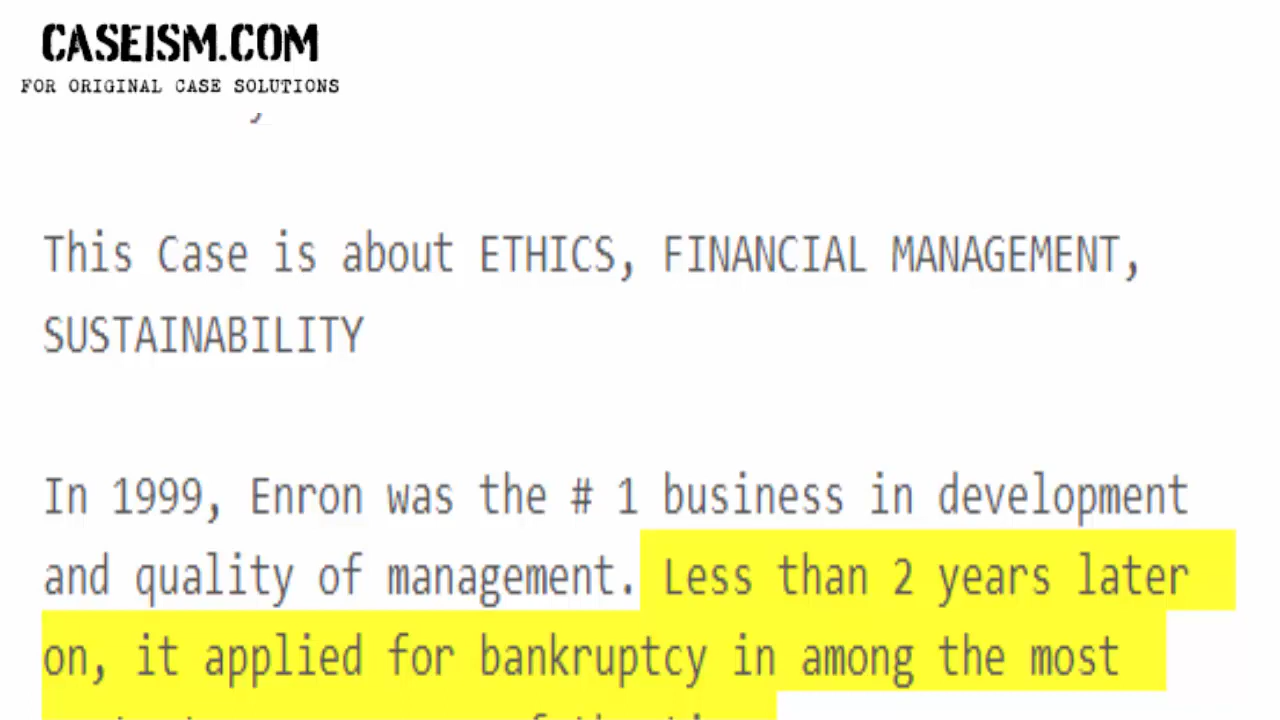 CASEISM.COM
FOR ORIGINAL CASE SOLUTIONS
This Case is about ETHICS, FINANCIAL MANAGEMENT,
SUSTAINABILITY
In 1999, Enron was the # 1 business in development
and quality of management. Less than 2 years later
on, it applied for bankruptcy in among the most